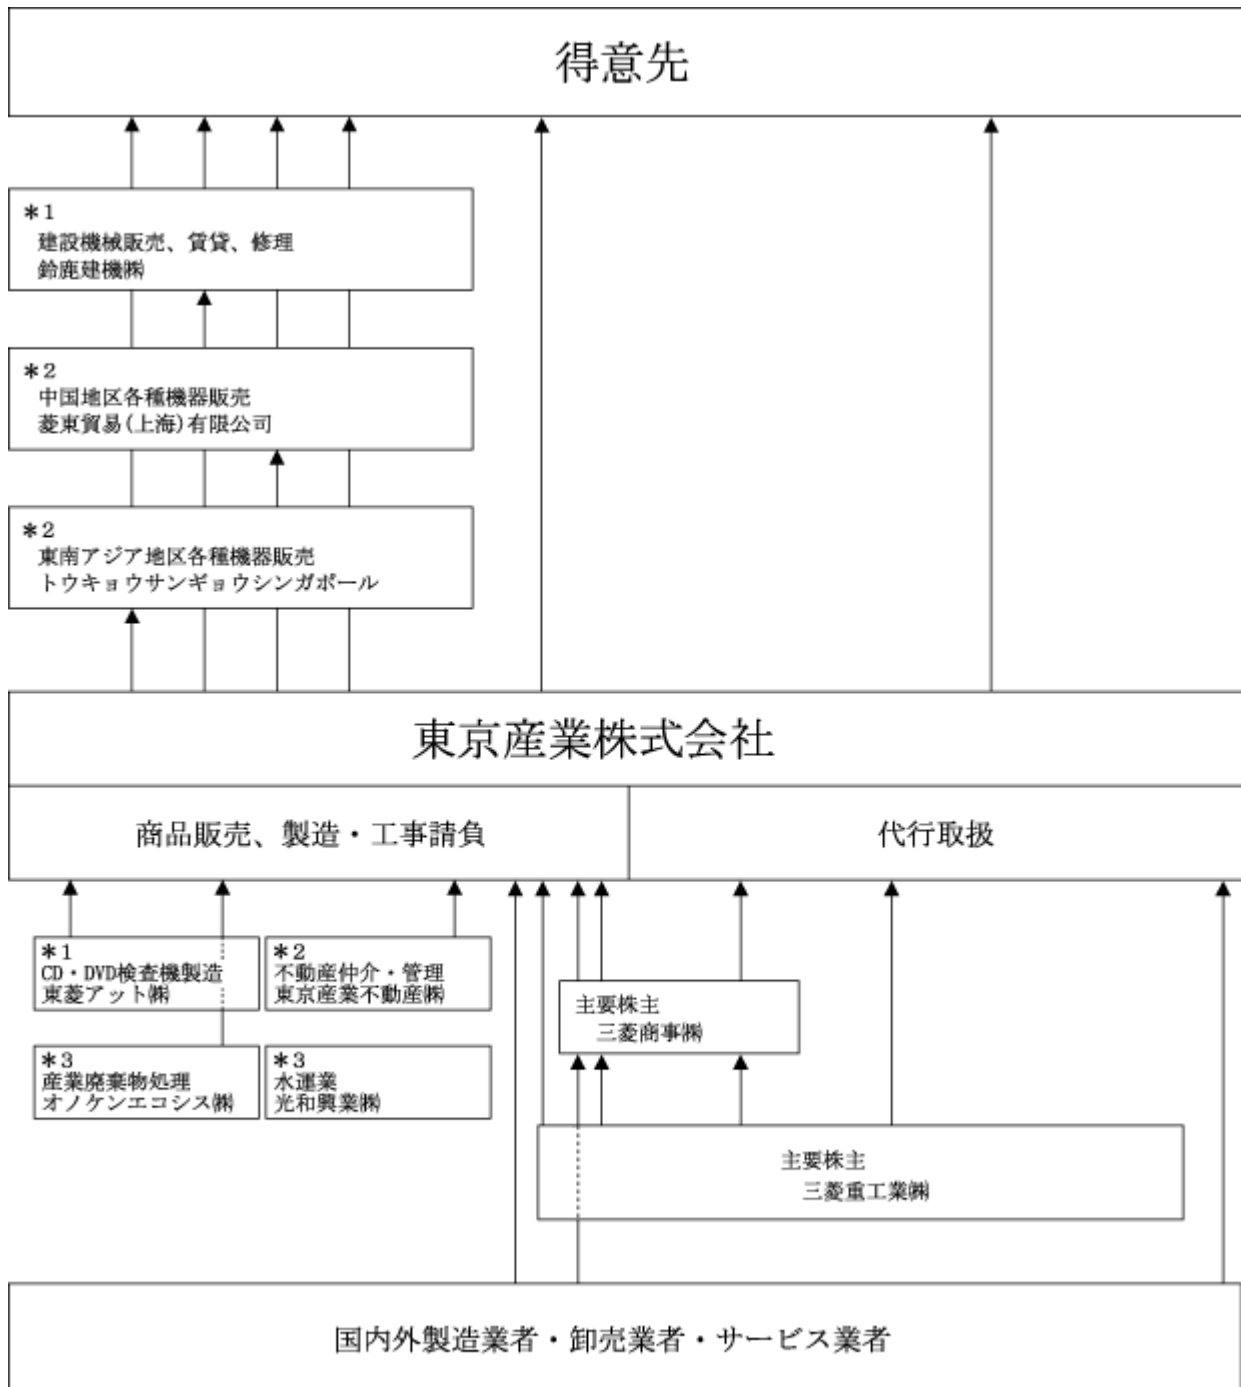 得意先
*1
建設機械販売、賃貸、修理
鈴鹿建機㈱
*2
中国地区各種機器販売
菱東貿易(上海)有限公司
*2
東南アジア地区各種機器販売
トウキョウサンギョウシンガポール
東京産業株式会社
商品販売、製造・工事請負
代行取扱
*1
CD・DVD検査機製造
東菱アット㈱
*2
不動産仲介・管理
東京産業不動産㈱
主要株主
三菱商事㈱
*3
産業廃棄物処理
オノケンエコシス㈱
*3
水運業
光和興業㈱
主要株主
三菱重工業㈱
国内外製造業者・卸売業者・サービス業者